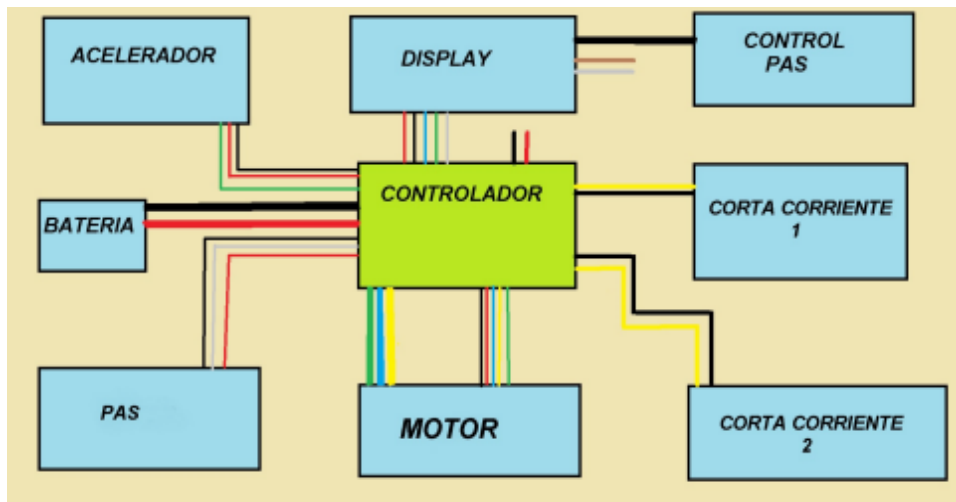 ACELERADOR
DISPLAY
CONTROL
PAS
CONTROLADOR
BATERIA
CORTA CORRIENTE
1
PAS
MOTOR
CORTA CORRIENTE
2